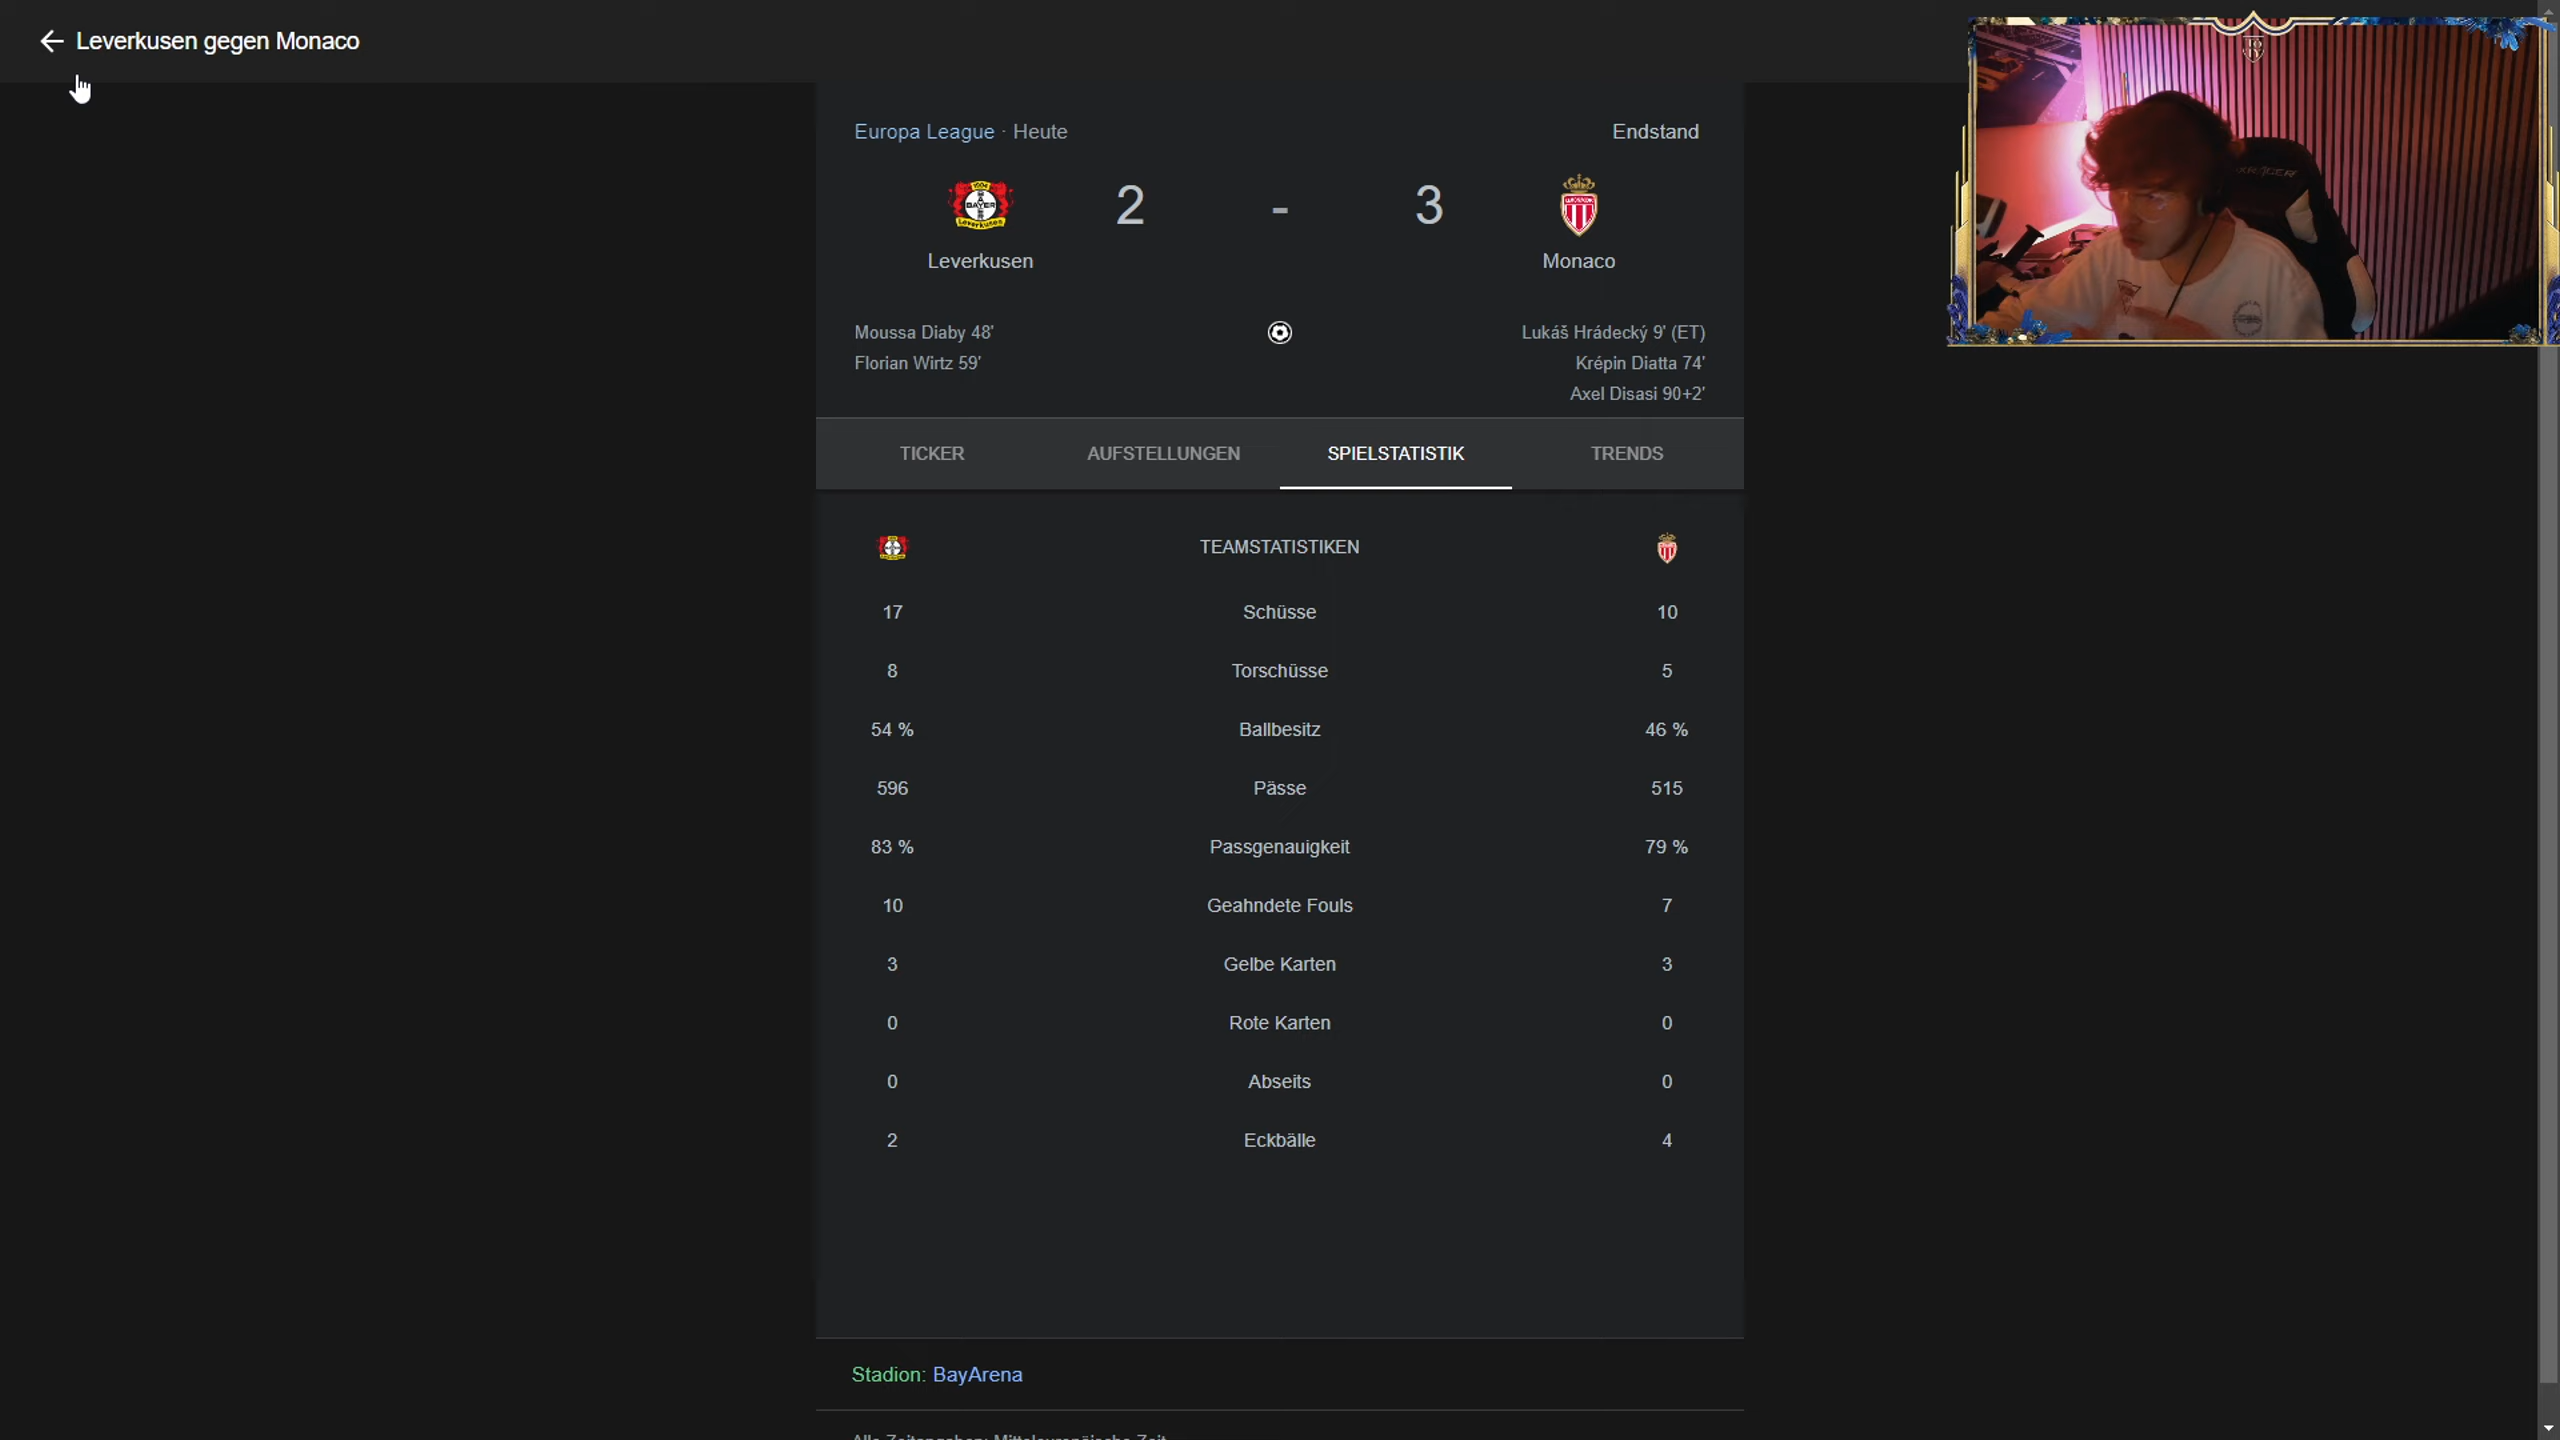 Leverkusen gegen Monaco
Europa League · Heute
Endstand
2 - 3
Leverkusen
Monaco
Moussa Diaby 48'
Florian Wirtz 59'
Lukáš Hrádecký 9' (ET)
Krépin Diatta 74'
Axel Disasi 90+2'
TICKER AUFSTELLUNGEN SPIELSTATISTIK TRENDS
TEAMSTATISTIKEN
17 Schüsse 10
8 Torschüsse 5
54 % Ballbesitz 46 %
596 Pässe 515
83 % Passgenauigkeit 79 %
10 Geahndete Fouls 7
3 Gelbe Karten 3
0 Rote Karten 0
0 Abseits 0
2 Eckbälle 4
Stadion: BayArena